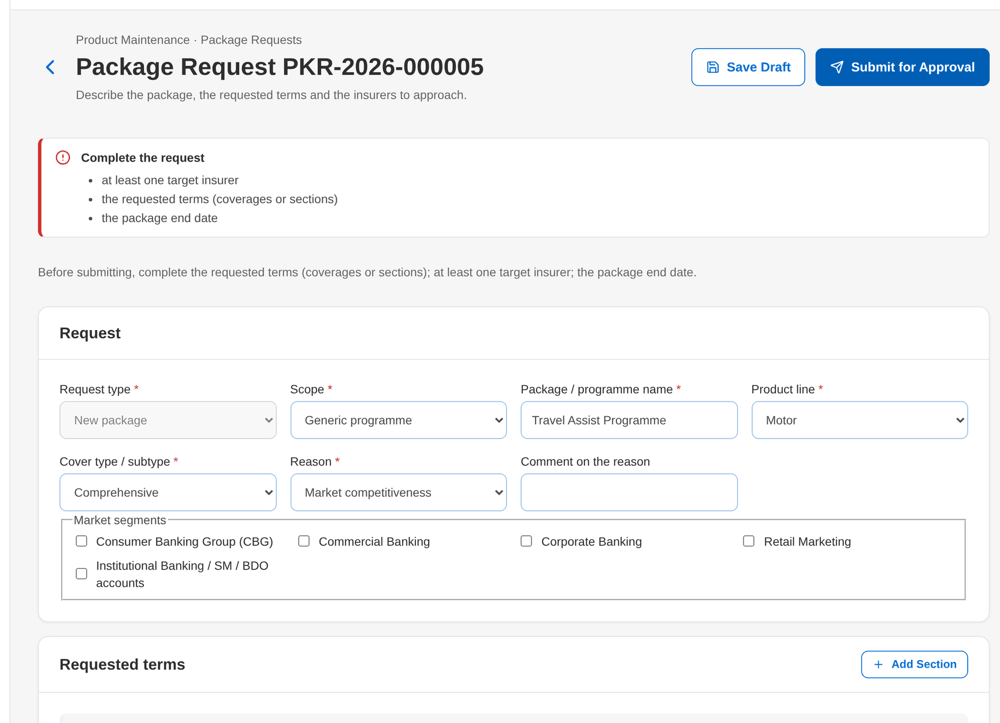 Product Maintenance · Package Requests
Package Request PKR-2026-000005
Describe the package, the requested terms and the insurers to approach.
Save Draft
Submit for Approval
Complete the request
• at least one target insurer
• the requested terms (coverages or sections)
• the package end date
Before submitting, complete the requested terms (coverages or sections); at least one target insurer; the package end date.
Request
Request type *
Scope *
Package / programme name *
Product line *
New package
Generic programme
Travel Assist Programme
Motor
Cover type / subtype *
Reason *
Comment on the reason
Comprehensive
Market competitiveness
Market segments
Consumer Banking Group (CBG)
Commercial Banking
Corporate Banking
Retail Marketing
Institutional Banking / SM / BDO
accounts
Requested terms
Add Section